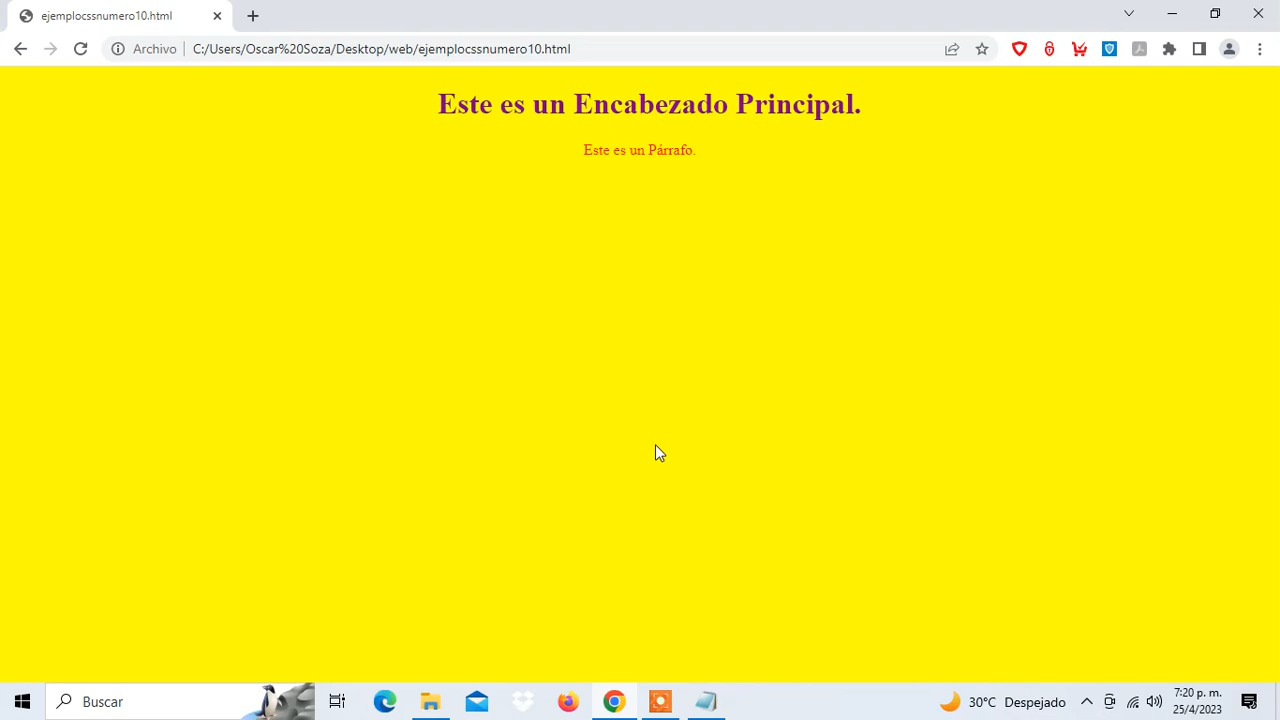 ejemplocssnumero10.html
Archivo
C:/Users/Oscar%20Soza/Desktop/web/ejemplocssnumero10.html
Este es un Encabezado Principal.
Este es un Párrafo.
Buscar
30°C Despejado
7:20 p. m.
25/4/2023